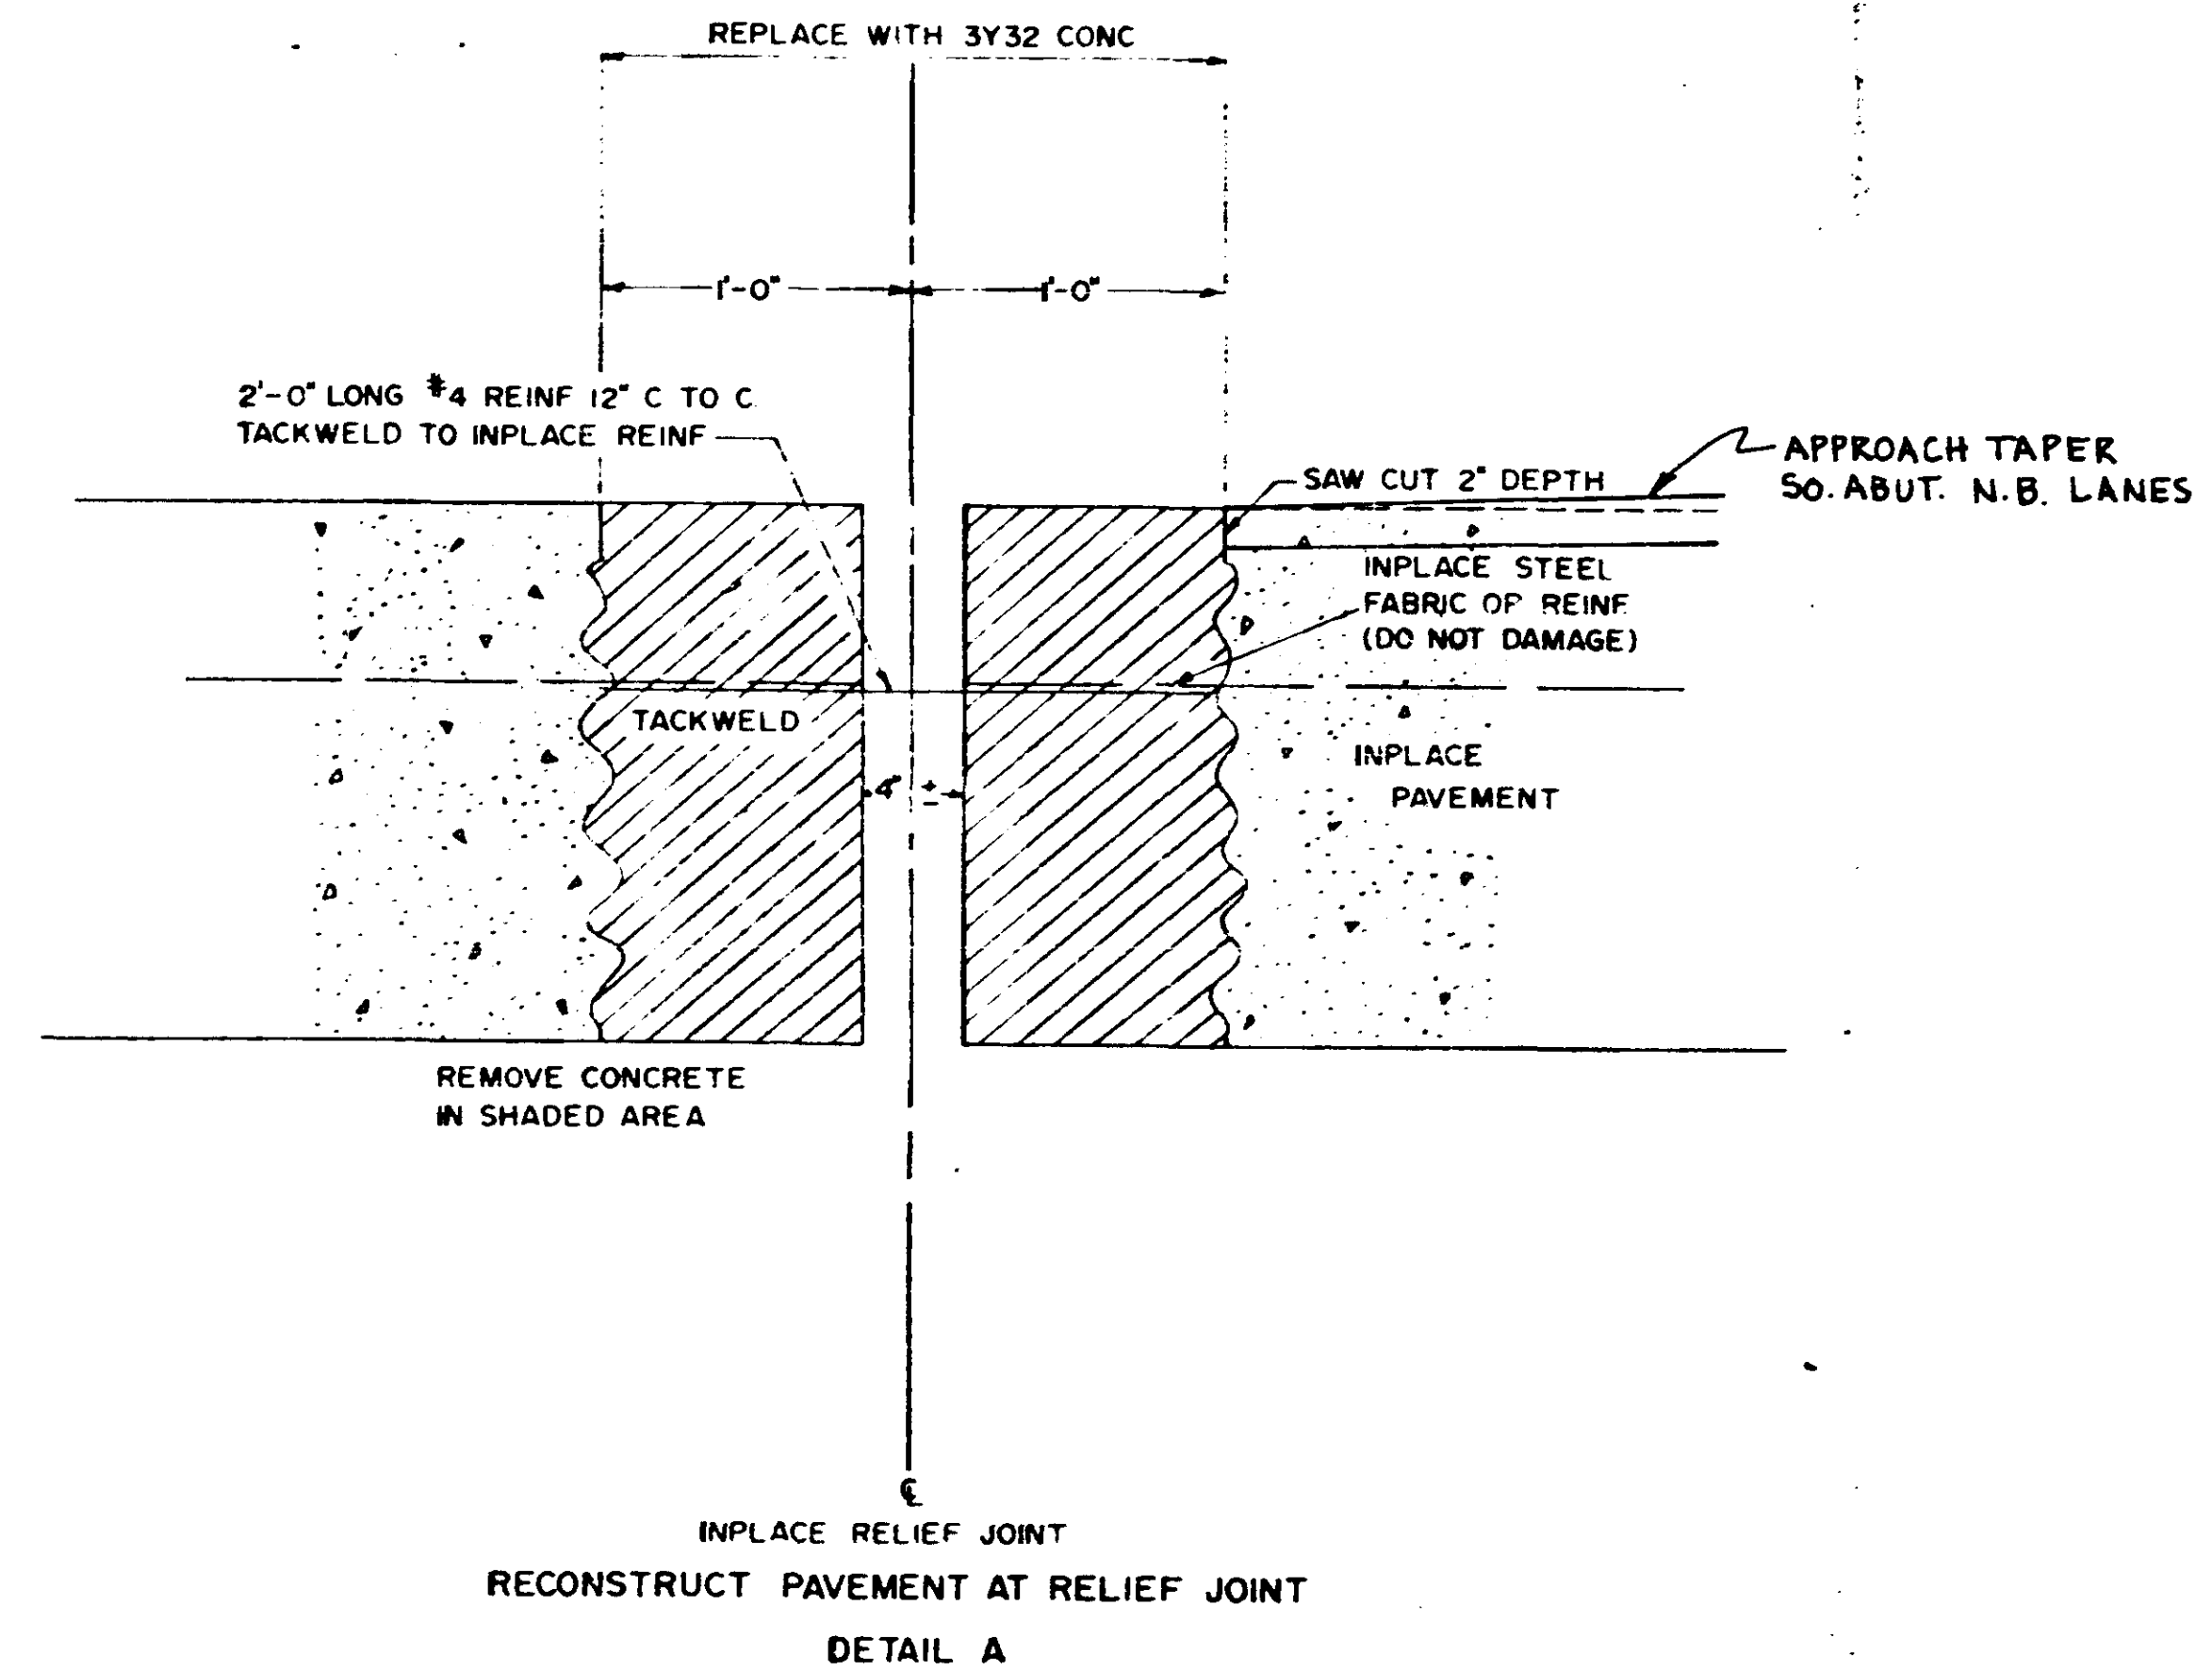 REPLACE WITH 3Y32 CONC
1'-0" 1'-0"
2'-0" LONG #4 REINF 12" C TO C
TACKWELD TO INPLACE REINF
SAW CUT 2" DEPTH
APPROACH TAPER
SO. ABUT. N.B. LANES
INPLACE STEEL
FABRIC OR REINF
(DO NOT DAMAGE)
TACKWELD
INPLACE
PAVEMENT
4" ±
REMOVE CONCRETE
IN SHADED AREA
℄
INPLACE RELIEF JOINT
RECONSTRUCT PAVEMENT AT RELIEF JOINT
DETAIL A